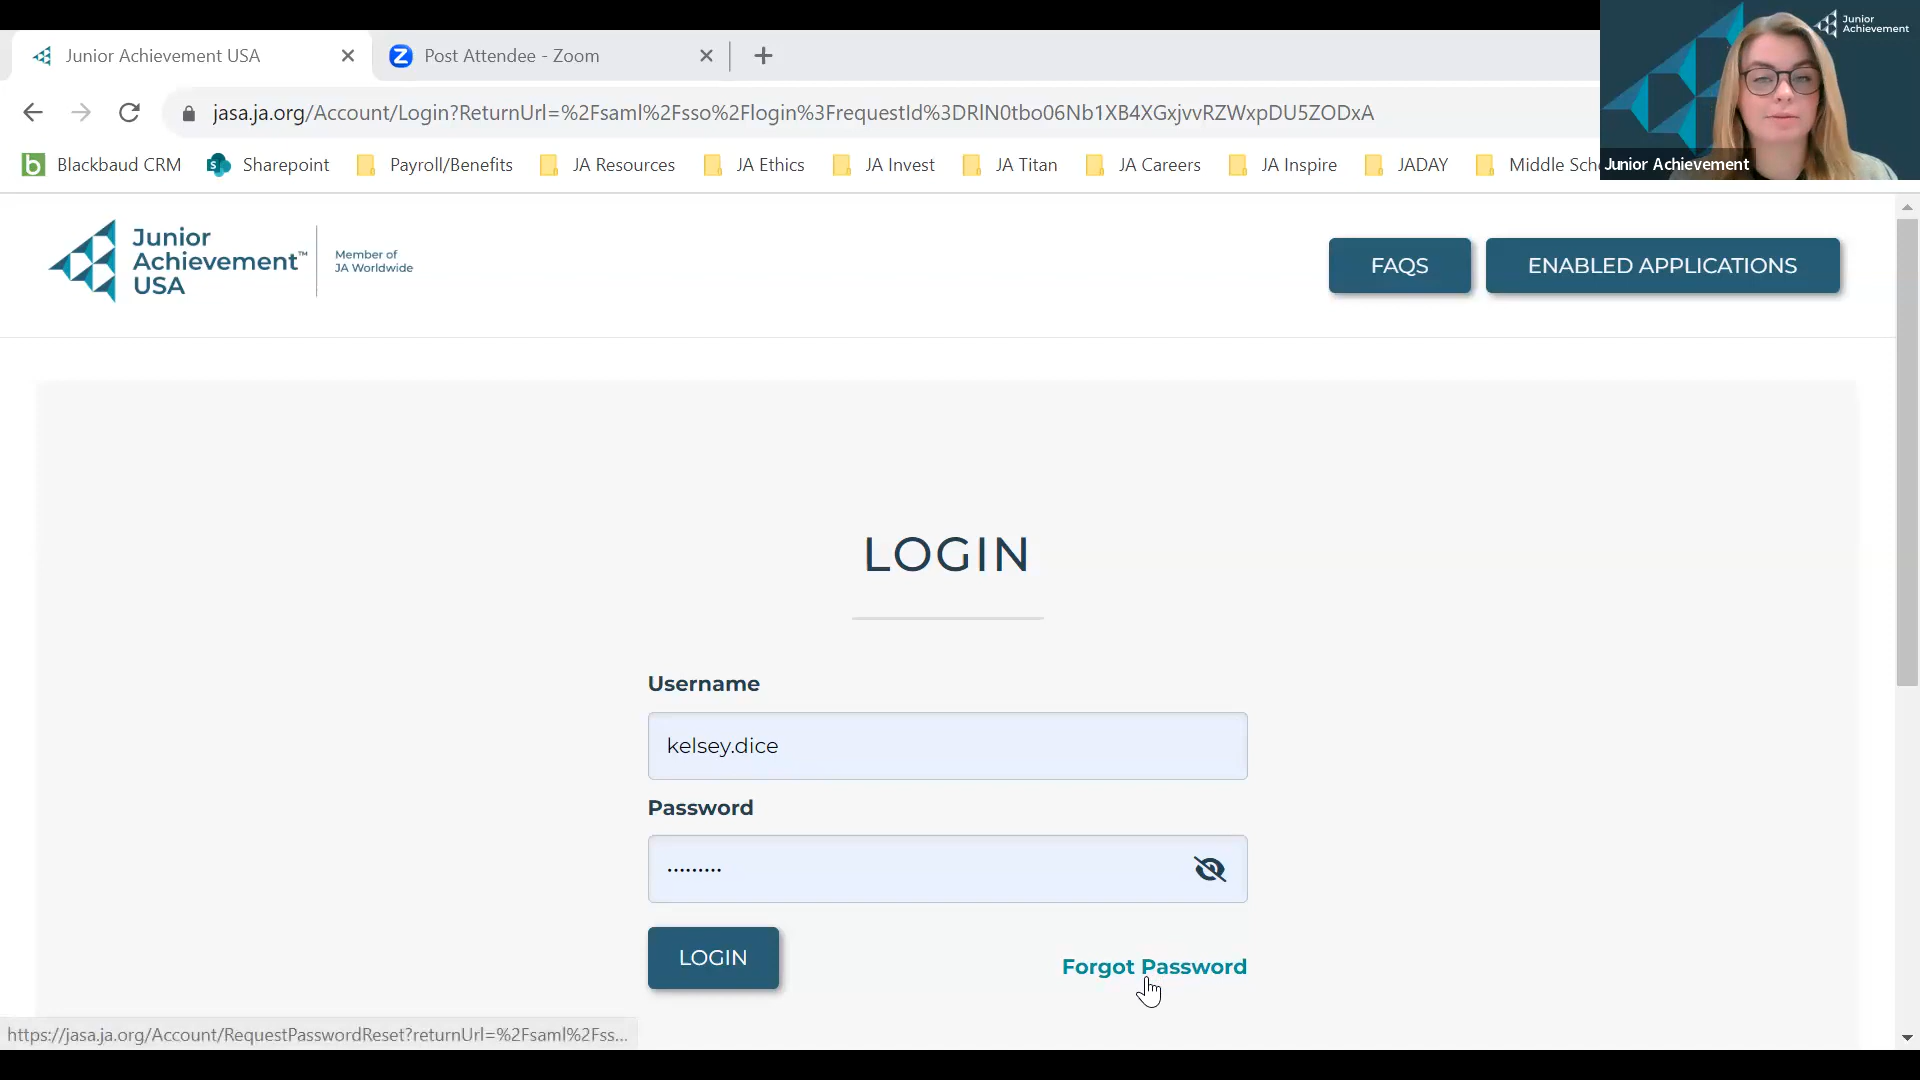 Junior Achievement USA
Post Attendee - Zoom
jasa.ja.org/Account/Login?ReturnUrl=%2Fsaml%2Fsso%2Flogin%3FrequestId%3DRlN0tbo06Nb1XB4XGxjvvRZWxpDU5ZODxA
Blackbaud CRM Sharepoint Payroll/Benefits JA Resources JA Ethics JA Invest JA Titan JA Careers JA Inspire JADAY Middle Sch
Junior
Achievement
Junior Achievement
Junior
Achievement™
USA
Member of
JA Worldwide
FAQS
ENABLED APPLICATIONS
LOGIN
Username
kelsey.dice
Password
•••••••••
LOGIN
Forgot Password
https://jasa.ja.org/Account/RequestPasswordReset?returnUrl=%2Fsaml%2Fss...